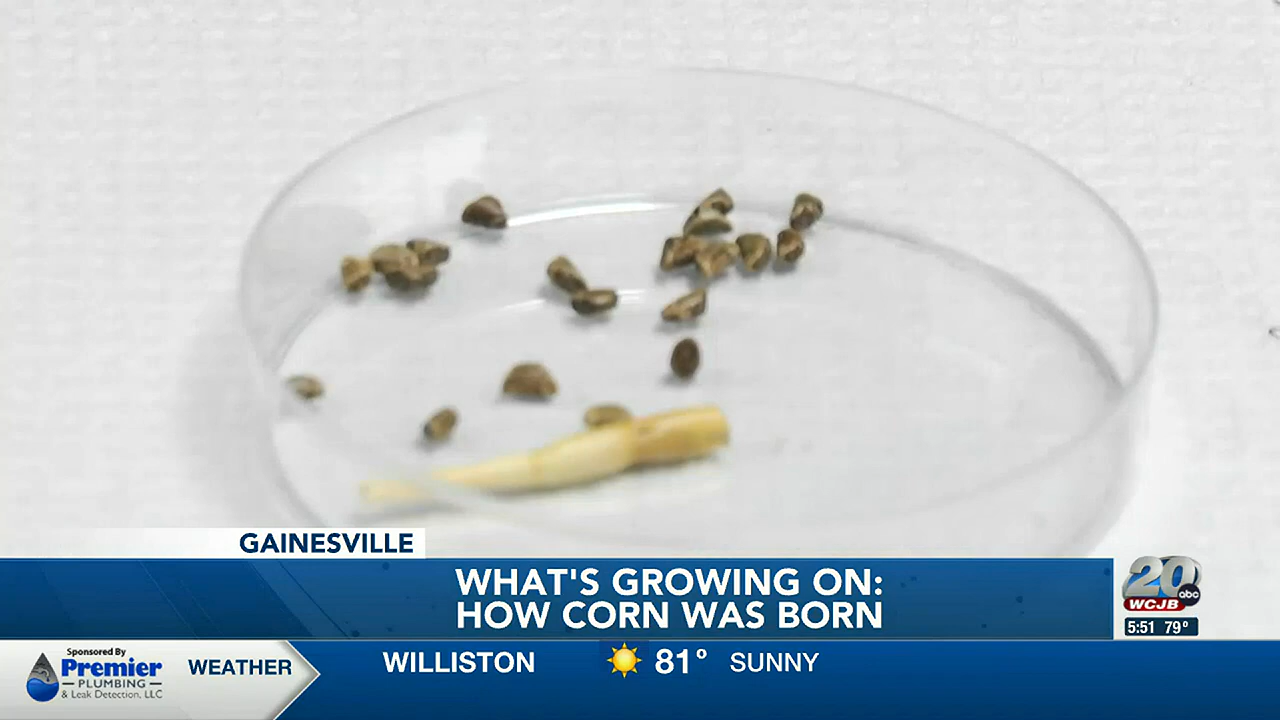 GAINESVILLE
WHAT'S GROWING ON:
HOW CORN WAS BORN
20
abc
WCJB
5:51 79°
Sponsored By
Premier
PLUMBING
& Leak Detection, LLC
WEATHER
WILLISTON 81° SUNNY